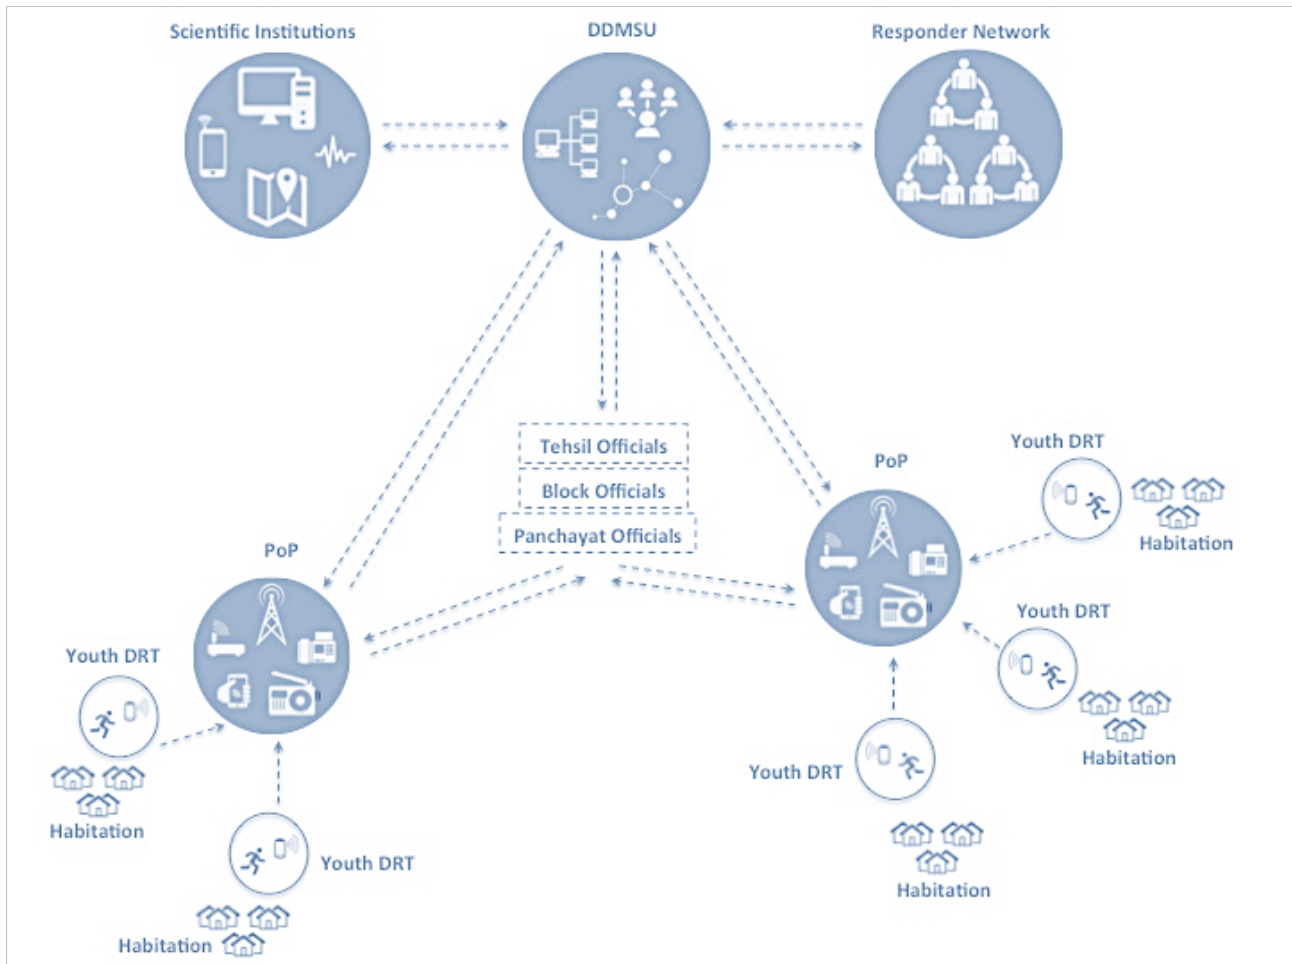 Scientific Institutions
DDMSU
Responder Network
Tehsil Officials
Block Officials
Panchayat Officials
PoP
Youth DRT
Habitation
Youth DRT
Habitation
Youth DRT
Habitation
PoP
Youth DRT
Habitation
Youth DRT
Habitation